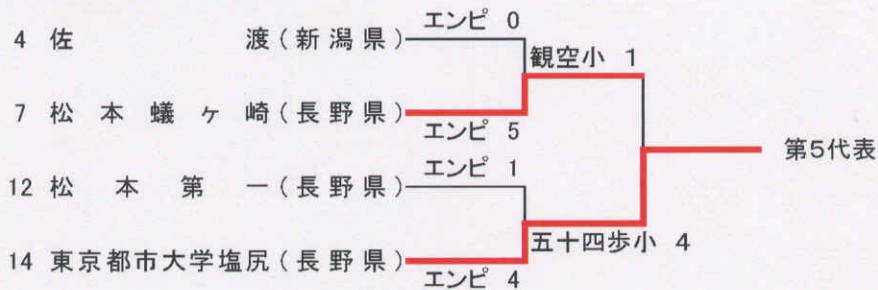 エンピ 0
4 佐渡(新潟県)
観空小 1
7 松本蟻ヶ崎(長野県)
エンピ 5
第5代表
エンピ 1
12 松本第一(長野県)
五十四歩小 4
14 東京都市大学塩尻(長野県)
エンピ 4